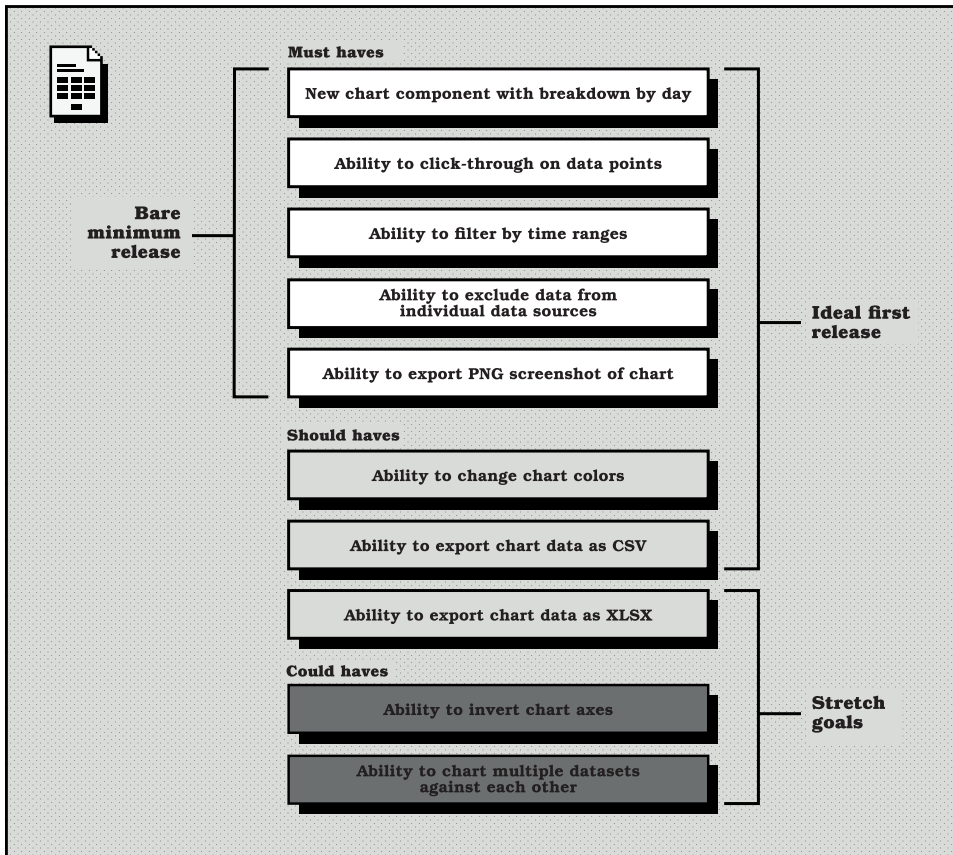 Must haves
New chart component with breakdown by day
Ability to click-through on data points
Ability to filter by time ranges
Ability to exclude data from
individual data sources
Ability to export PNG screenshot of chart
Bare
minimum
release
Ideal first
release
Should haves
Ability to change chart colors
Ability to export chart data as CSV
Ability to export chart data as XLSX
Could haves
Ability to invert chart axes
Ability to chart multiple datasets
against each other
Stretch
goals